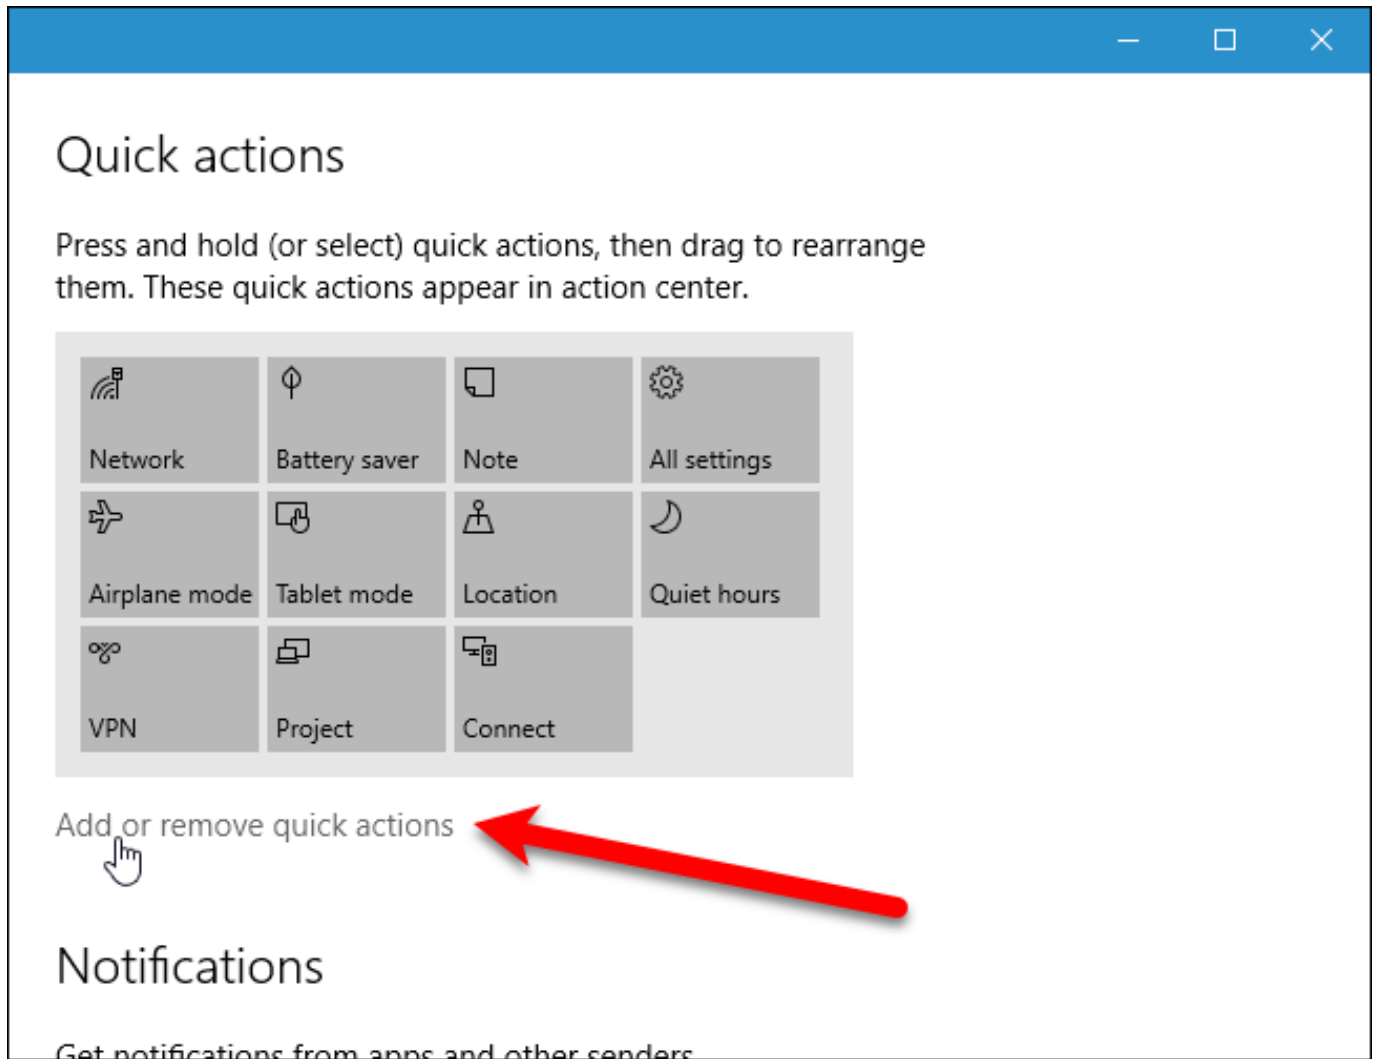 Quick actions
Press and hold (or select) quick actions, then drag to rearrange
them. These quick actions appear in action center.
Network
Battery saver
Note
All settings
Airplane mode
Tablet mode
Location
Quiet hours
VPN
Project
Connect
Add or remove quick actions
Notifications
Get notifications from apps and other senders